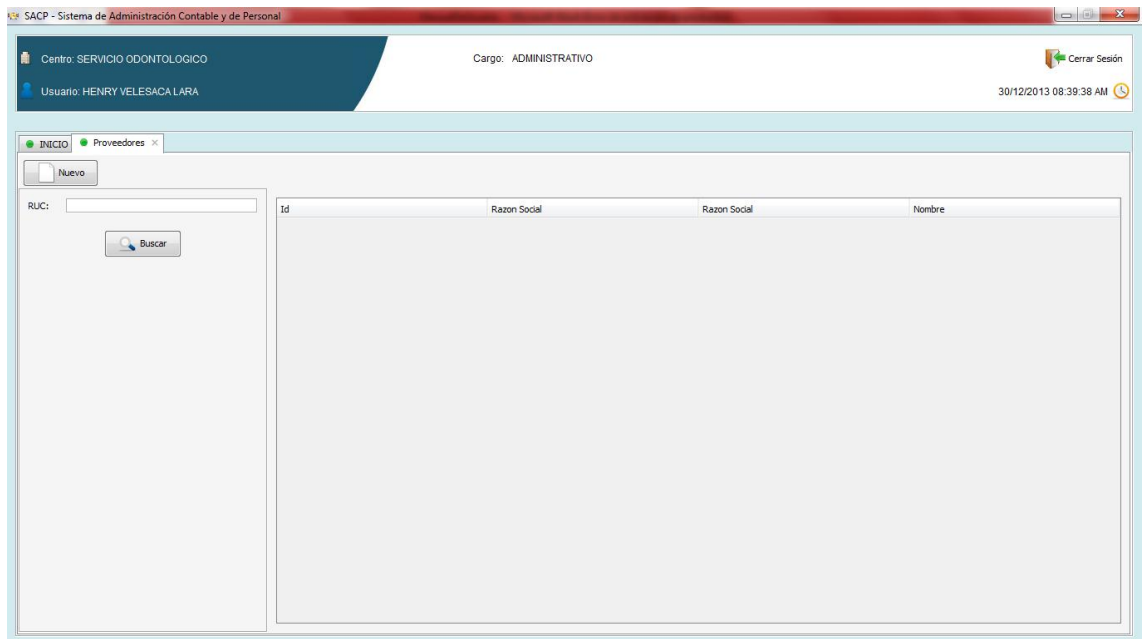 SACP - Sistema de Administración Contable y de Personal
Centro: SERVICIO ODONTOLOGICO
Cargo: ADMINISTRATIVO
Cerrar Sesión
Usuario: HENRY VELESACA LARA
30/12/2013 08:39:38 AM
INICIO
Proveedores
Nuevo
RUC:
Buscar
Id Razon Social Razon Social Nombre